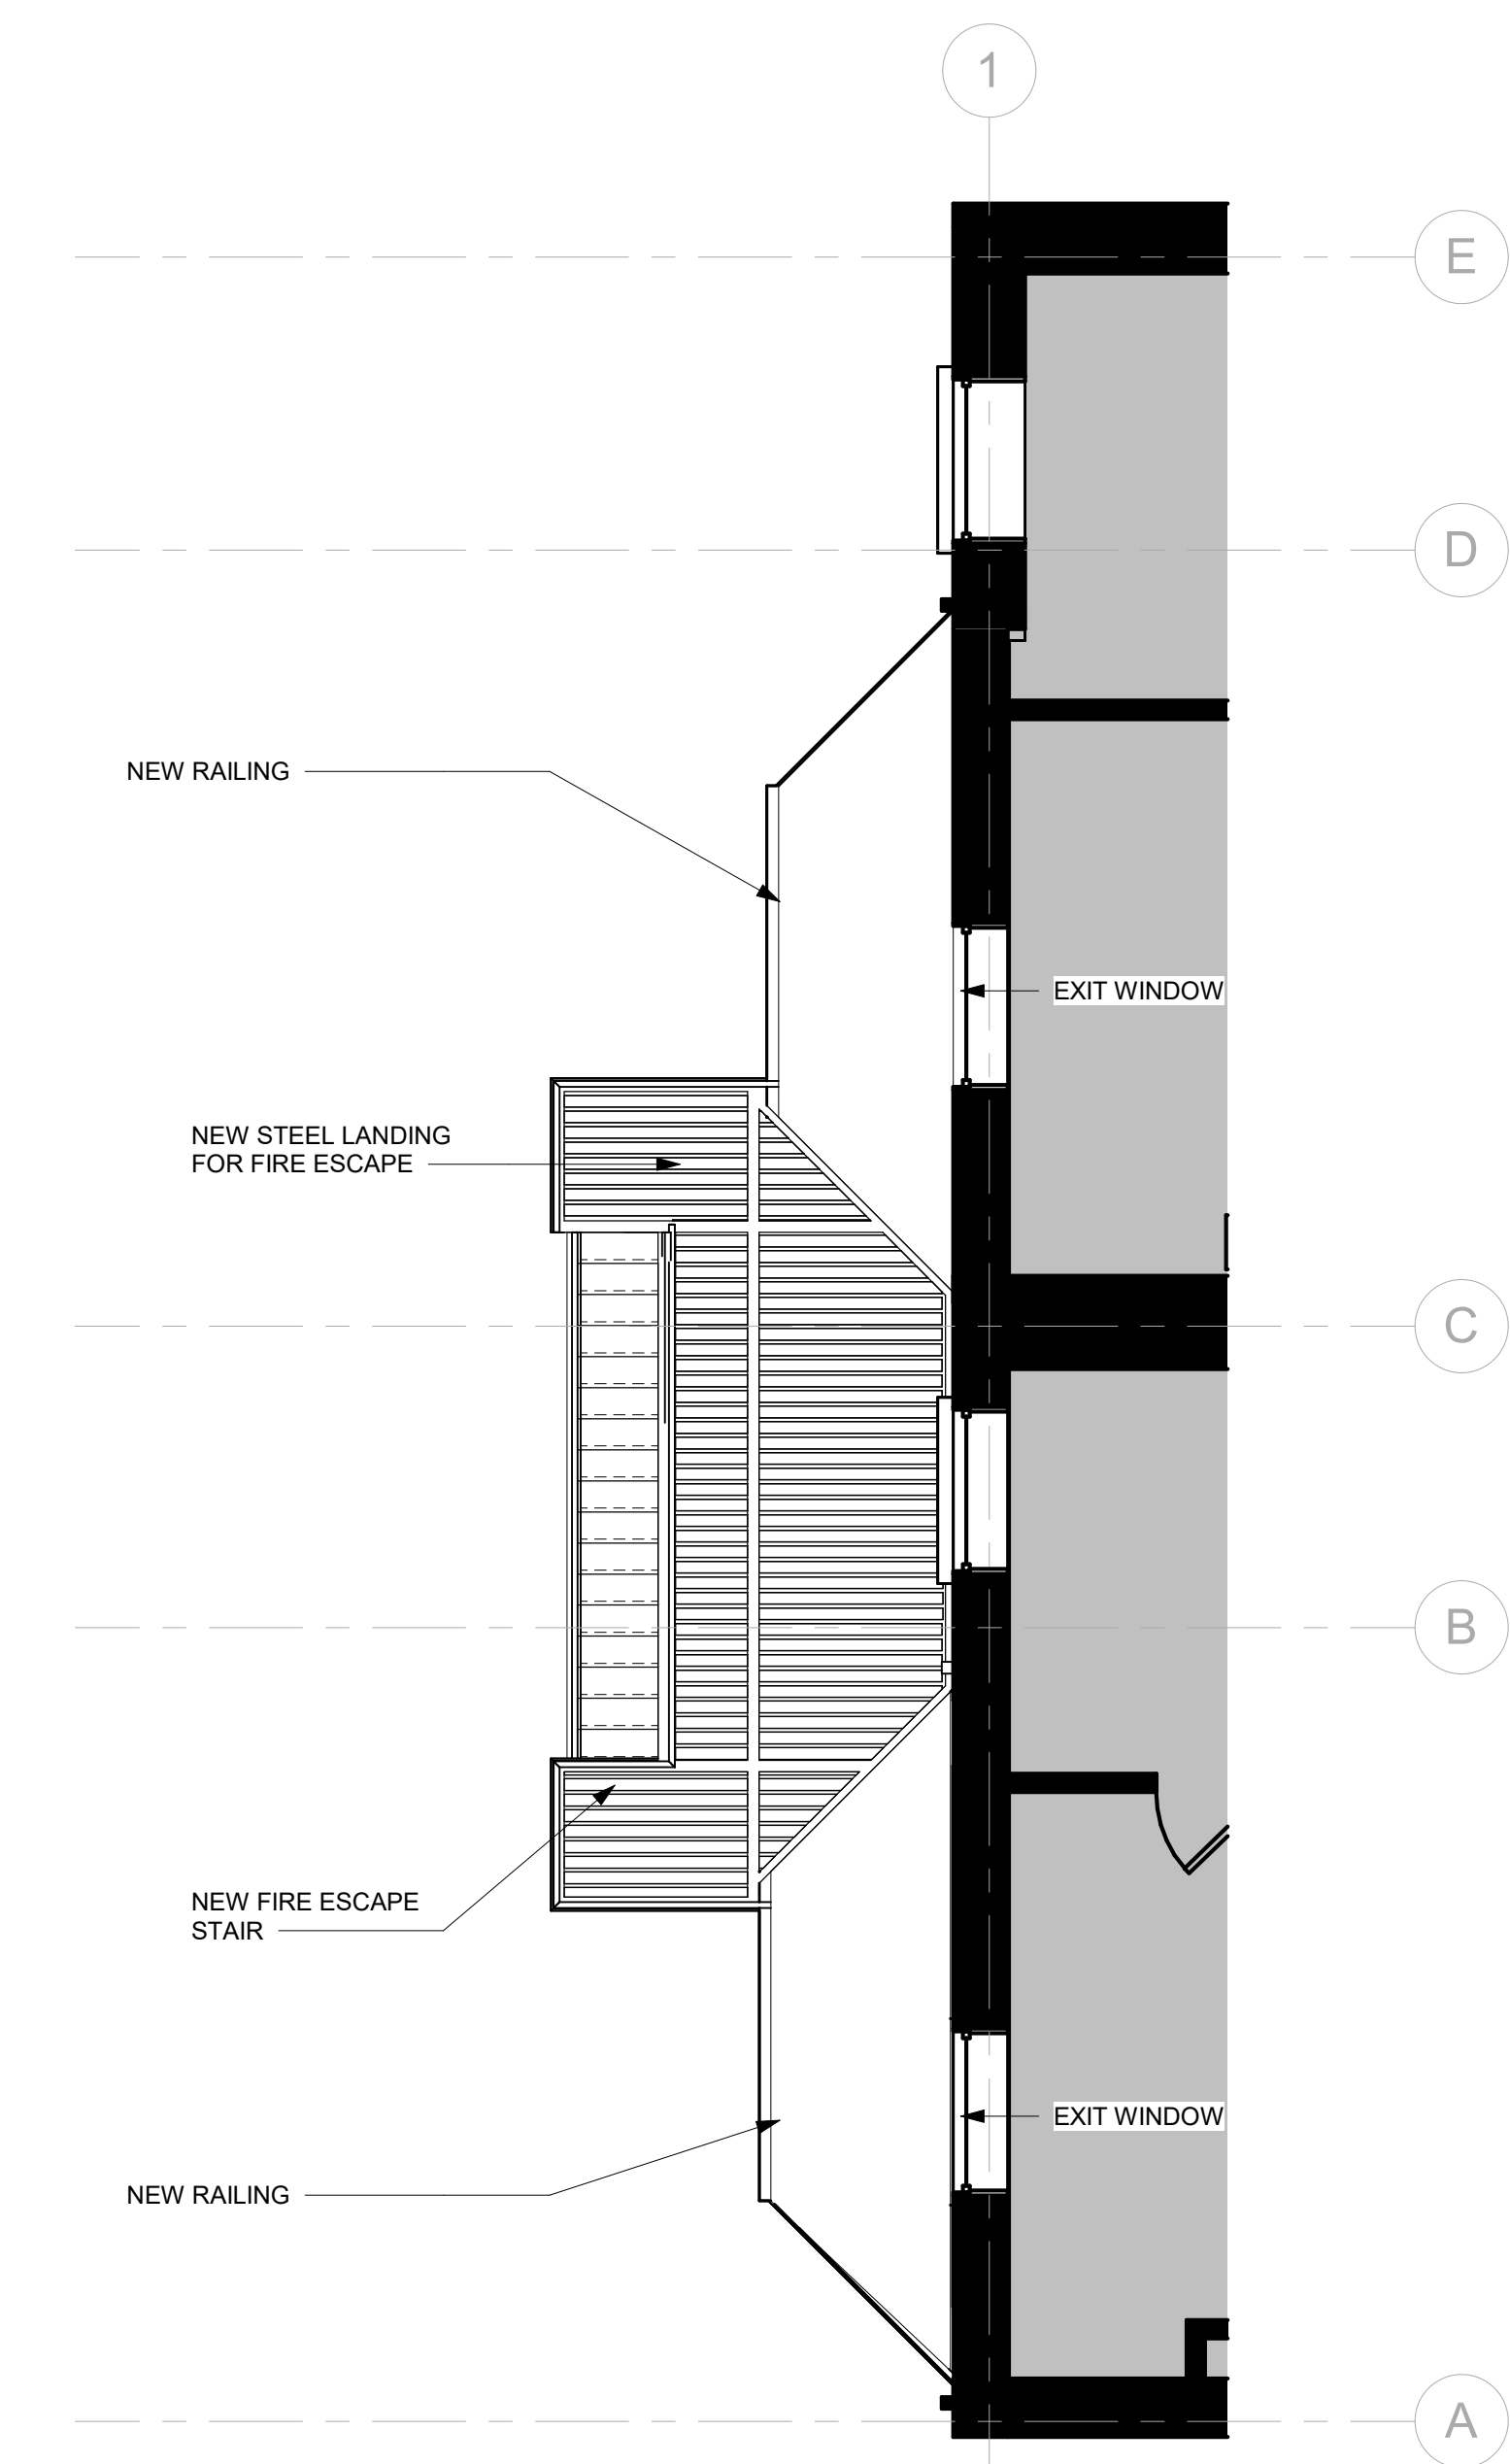 1
E
D
NEW RAILING
EXIT WINDOW
NEW STEEL LANDING
FOR FIRE ESCAPE
C
B
NEW FIRE ESCAPE
STAIR
EXIT WINDOW
NEW RAILING
A